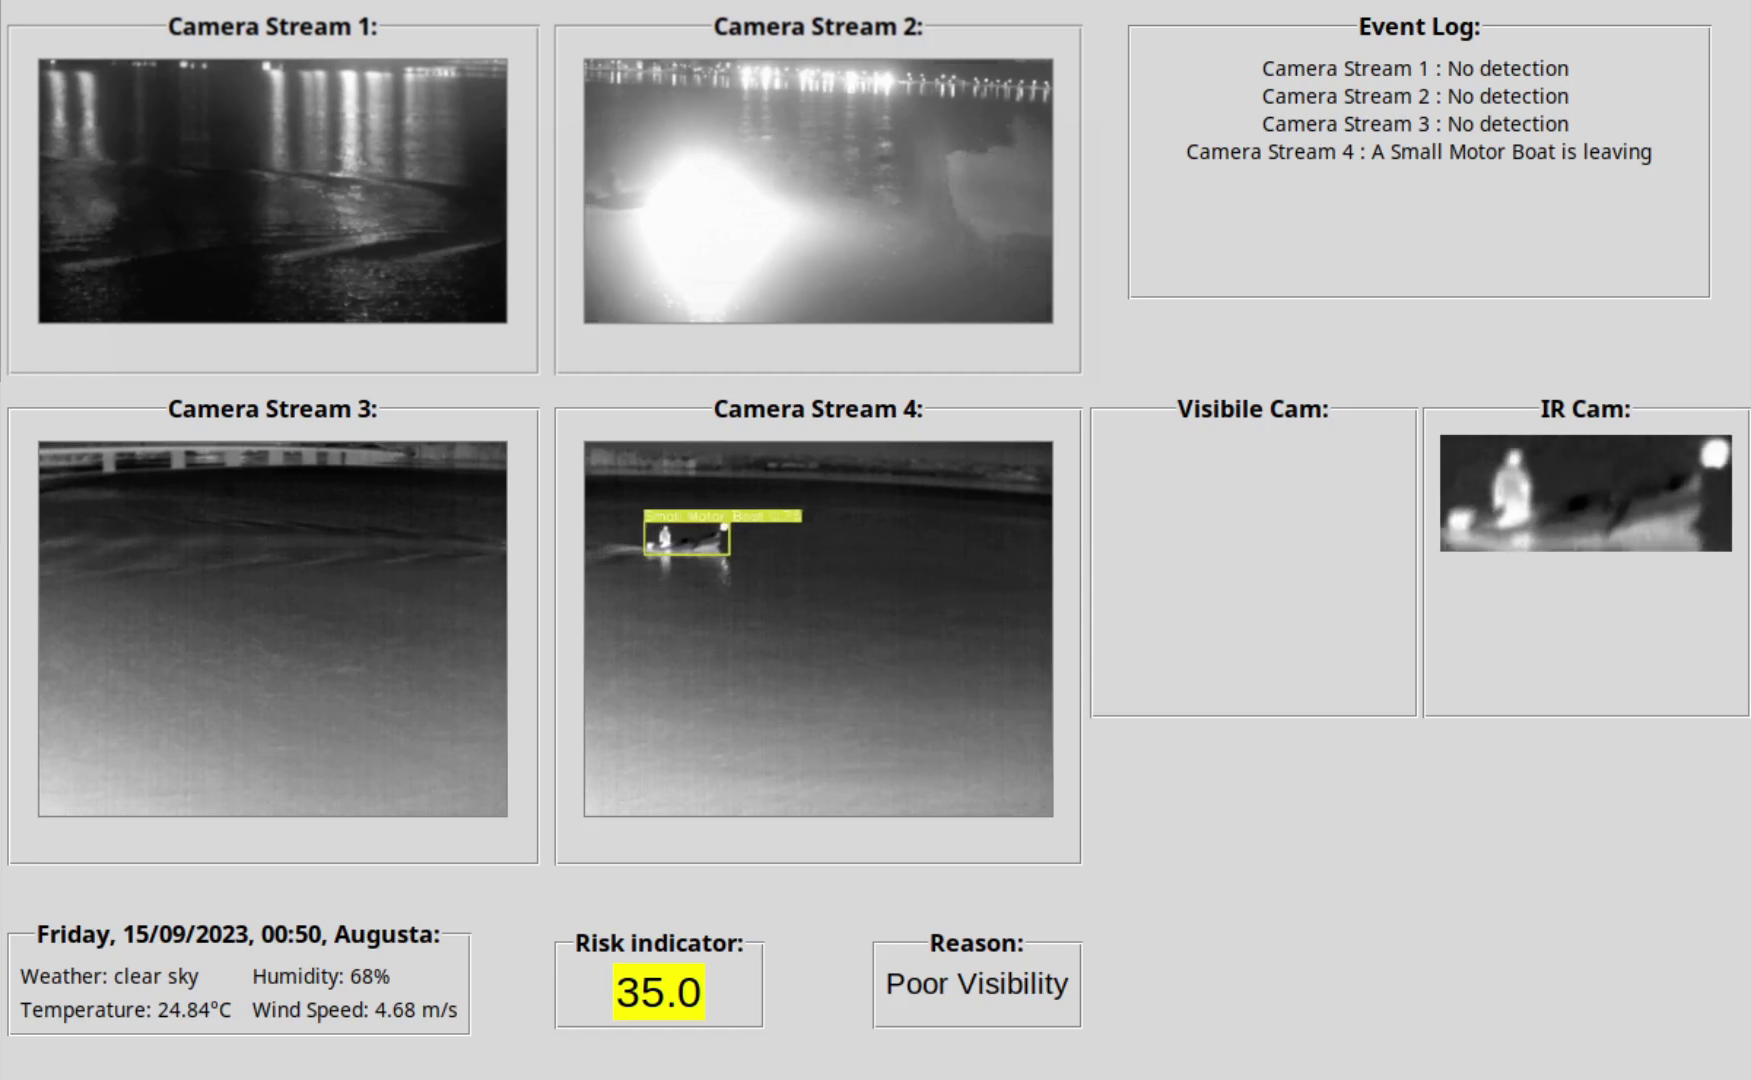 Camera Stream 1:
Camera Stream 2:
Event Log:
Camera Stream 1 : No detection
Camera Stream 2 : No detection
Camera Stream 3 : No detection
Camera Stream 4 : A Small Motor Boat is leaving
Camera Stream 3:
Camera Stream 4:
Visibile Cam:
IR Cam:
Small Motor Boat
Friday, 15/09/2023, 00:50, Augusta:
Weather: clear sky Humidity: 68%
Temperature: 24.84°C Wind Speed: 4.68 m/s
Risk indicator:
35.0
Reason:
Poor Visibility